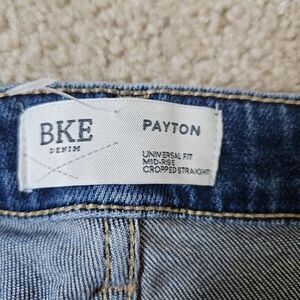 BKE
DENIM
PAYTON
UNIVERSAL FIT
MID-RISE
CROPPED STRAIGHT